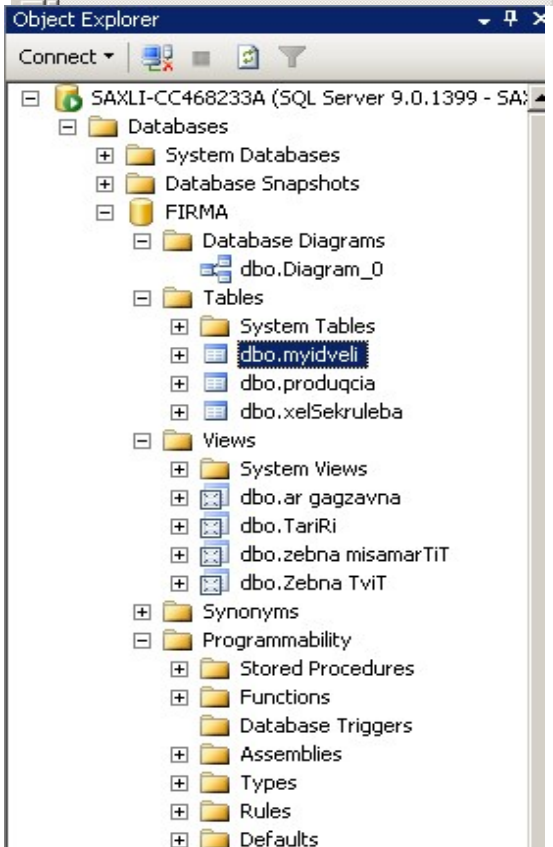 Object Explorer
Connect
SAXLI-CC468233A (SQL Server 9.0.1399 - SA
Databases
System Databases
Database Snapshots
FIRMA
Database Diagrams
dbo.Diagram_0
Tables
System Tables
dbo.myidveli
dbo.produqcia
dbo.xelSekruleba
Views
System Views
dbo.ar gagzavna
dbo.TariRi
dbo.zebna misamarTiT
dbo.Zebna TviT
Synonyms
Programmability
Stored Procedures
Functions
Database Triggers
Assemblies
Types
Rules
Defaults